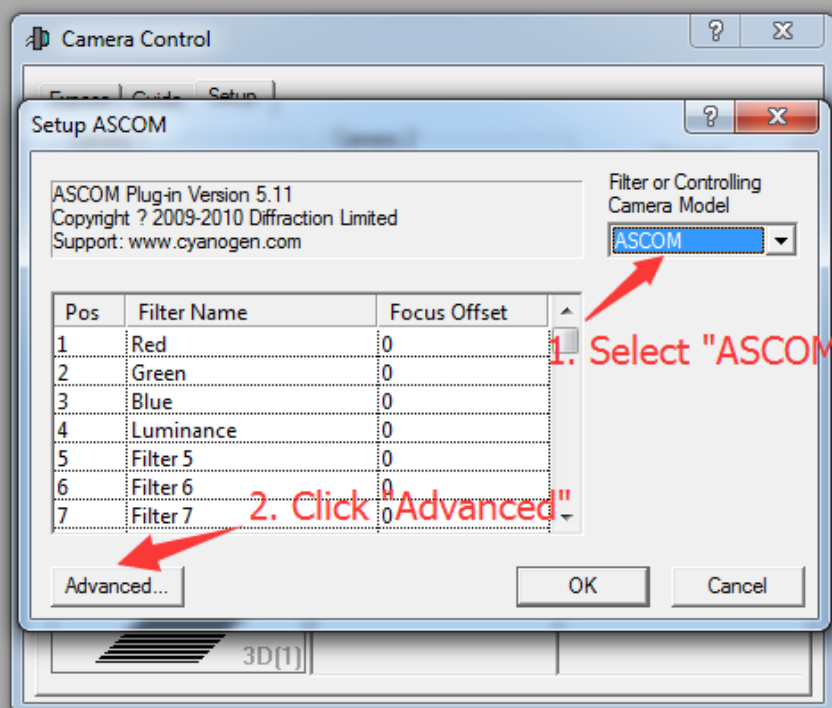 Camera Control
Expose Guide Setup
Setup ASCOM
ASCOM Plug-in Version 5.11
Copyright ? 2009-2010 Diffraction Limited
Support: www.cyanogen.com
Filter or Controlling
Camera Model
ASCOM
Pos Filter Name Focus Offset
1 Red 0
2 Green 0
3 Blue 0
4 Luminance 0
5 Filter 5 0
6 Filter 6 0
7 Filter 7 0
1. Select "ASCOM
2. Click "Advanced"
Advanced...
OK
Cancel
3D(1)